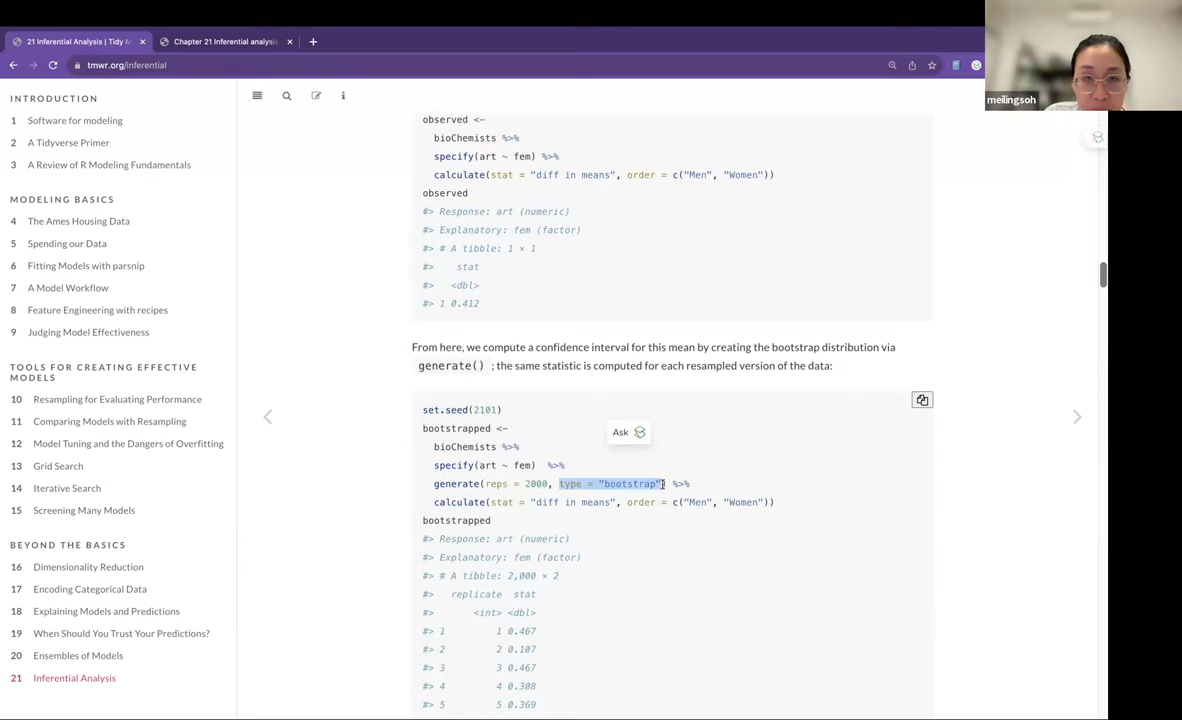 21 Inferential Analysis | Tidy M
Chapter 21 Inferential analysis
tmwr.org/inferential
meilingsoh
INTRODUCTION
1 Software for modeling
2 A Tidyverse Primer
3 A Review of R Modeling Fundamentals
MODELING BASICS
4 The Ames Housing Data
5 Spending our Data
6 Fitting Models with parsnip
7 A Model Workflow
8 Feature Engineering with recipes
9 Judging Model Effectiveness
TOOLS FOR CREATING EFFECTIVE
MODELS
10 Resampling for Evaluating Performance
11 Comparing Models with Resampling
12 Model Tuning and the Dangers of Overfitting
13 Grid Search
14 Iterative Search
15 Screening Many Models
BEYOND THE BASICS
16 Dimensionality Reduction
17 Encoding Categorical Data
18 Explaining Models and Predictions
19 When Should You Trust Your Predictions?
20 Ensembles of Models
21 Inferential Analysis
observed <-
bioChemists %>%
specify(art ~ fem) %>%
calculate(stat = "diff in means", order = c("Men", "Women"))
observed
#> Response: art (numeric)
#> Explanatory: fem (factor)
#> # A tibble: 1 × 1
#> stat
#> <dbl>
#> 1 0.412
From here, we compute a confidence interval for this mean by creating the bootstrap distribution via
generate() ; the same statistic is computed for each resampled version of the data:
set.seed(2101)
bootstrapped <-
Ask
bioChemists %>%
specify(art ~ fem) %>%
generate(reps = 2000, type = "bootstrap") %>%
calculate(stat = "diff in means", order = c("Men", "Women"))
bootstrapped
#> Response: art (numeric)
#> Explanatory: fem (factor)
#> # A tibble: 2,000 × 2
#> replicate stat
#> <int> <dbl>
#> 1 1 0.467
#> 2 2 0.107
#> 3 3 0.467
#> 4 4 0.308
#> 5 5 0.369